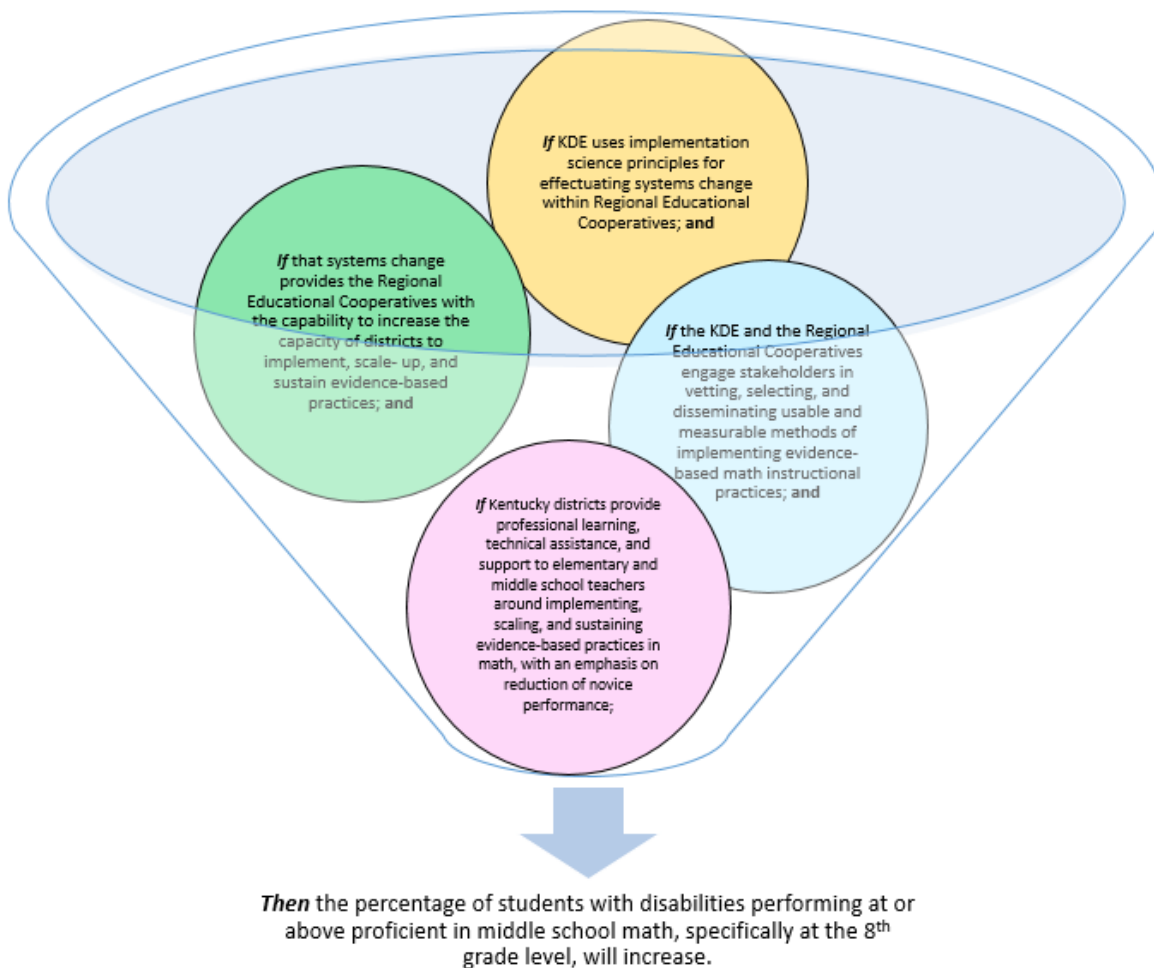 If KDE uses implementation
science principles for
effectuating systems change
within Regional Educational
Cooperatives; and
If that systems change
provides the Regional
Educational Cooperatives with
the capability to increase the
capacity of districts to
implement, scale- up, and
sustain evidence-based
practices; and
If the KDE and the Regional
Educational Cooperatives
engage stakeholders in
vetting, selecting, and
disseminating usable and
measurable methods of
implementing evidence-
based math instructional
practices; and
If Kentucky districts provide
professional learning,
technical assistance, and
support to elementary and
middle school teachers
around implementing,
scaling, and sustaining
evidence-based practices in
math, with an emphasis on
reduction of novice
performance;
Then the percentage of students with disabilities performing at or
above proficient in middle school math, specifically at the 8th
grade level, will increase.